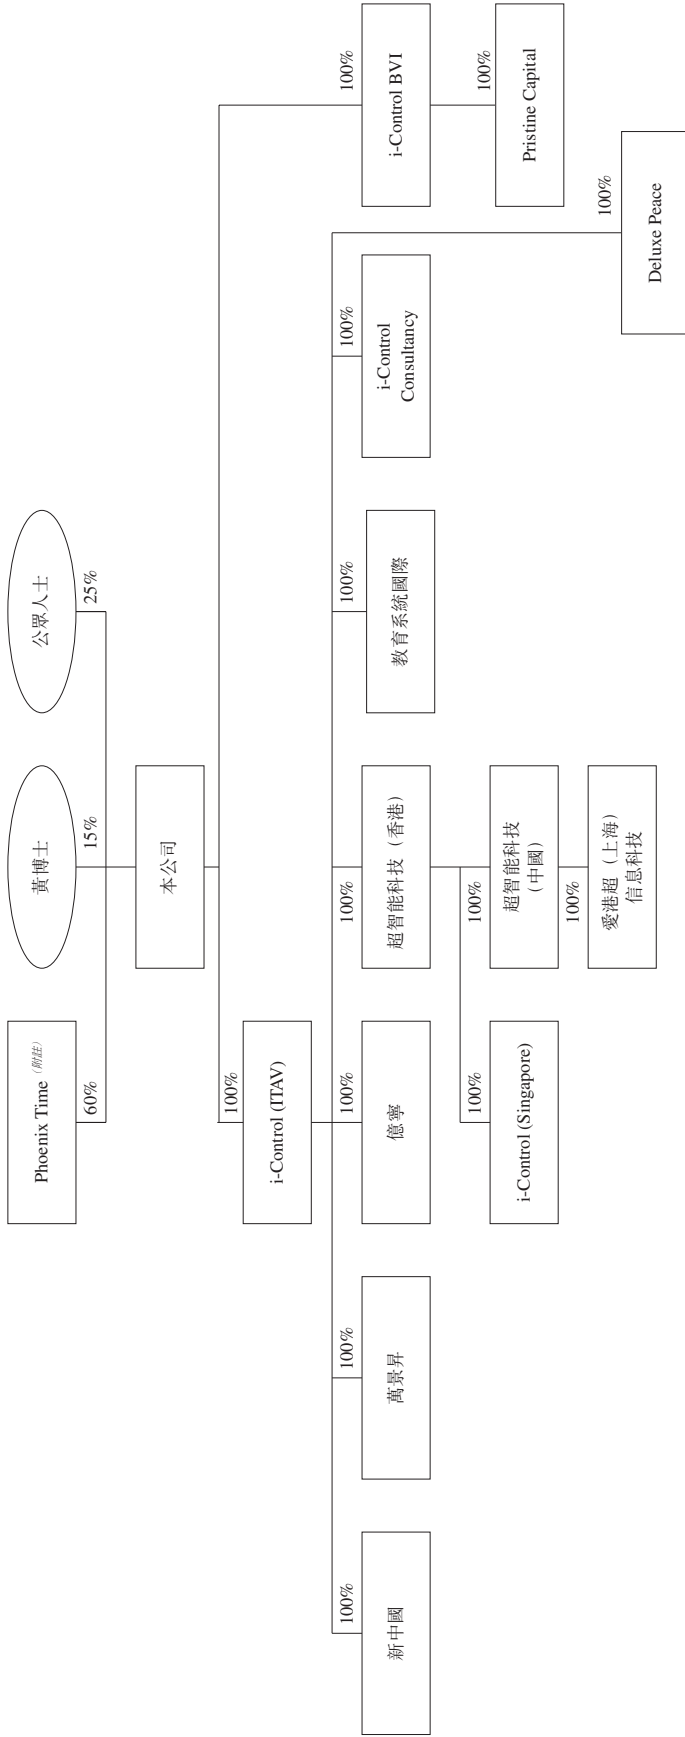 Phoenix Time（附註）
黃博士
公眾人士
60%
15%
25%
本公司
100%
i-Control (ITAV)
100%
100%
100%
100%
100%
100%
100%
新中國
萬景昇
億寧
超智能科技（香港）
教育系統國際
i-Control
Consultancy
i-Control BVI
100%
100%
100%
i-Control (Singapore)
超智能科技
（中國）
Pristine Capital
100%
100%
愛港超（上海）
信息科技
Deluxe Peace